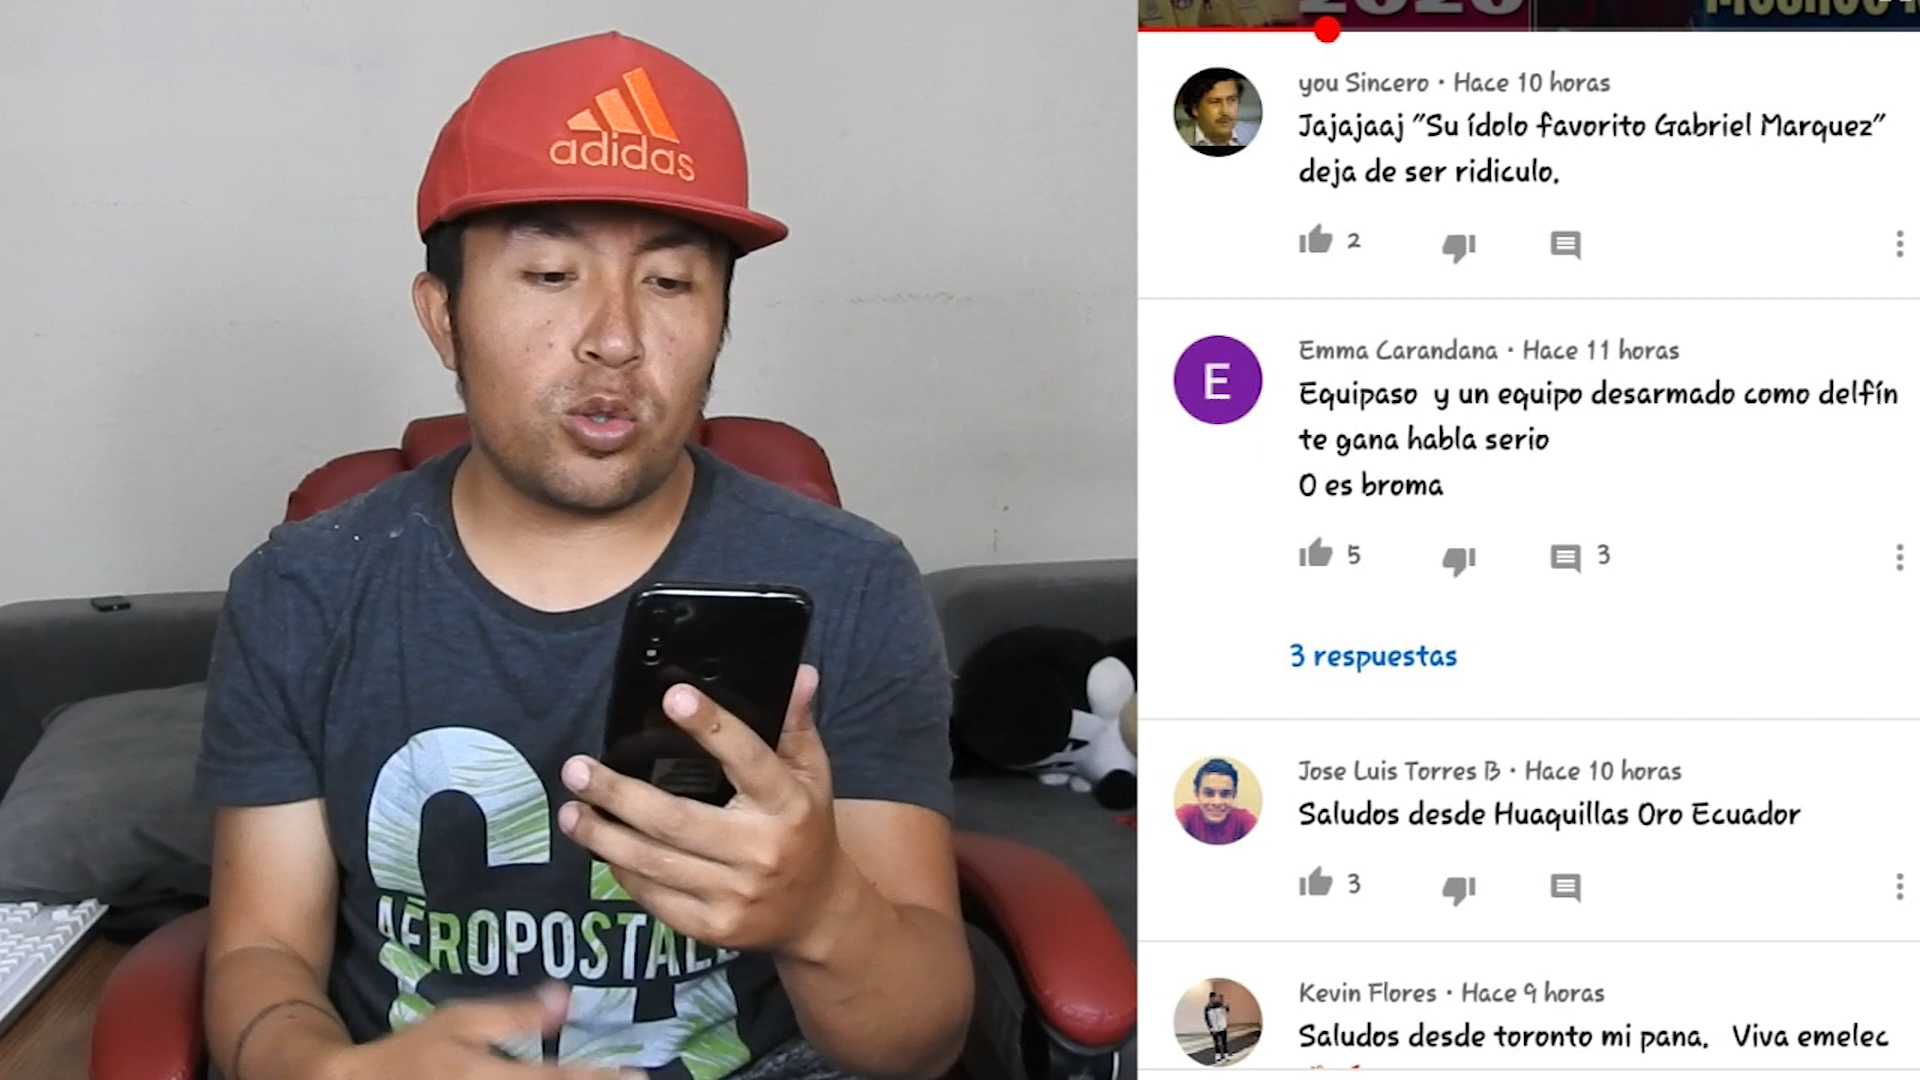 adidas
AÉROPOSTALE
2020
you Sincero · Hace 10 horas
Jajajaaj "Su ídolo favorito Gabriel Marquez"
deja de ser ridiculo.
2
E
Emma Carandana · Hace 11 horas
Equipaso y un equipo desarmado como delfín
te gana habla serio
O es broma
5
3
3 respuestas
Jose Luis Torres B · Hace 10 horas
Saludos desde Huaquillas Oro Ecuador
3
Kevin Flores · Hace 9 horas
Saludos desde toronto mi pana. Viva emelec